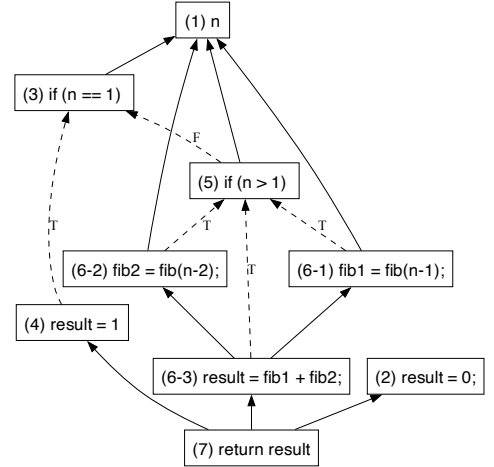 (1) n
(3) if (n == 1)
F
(5) if (n > 1)
T
T
T
T
(6-2) fib2 = fib(n-2);
(6-1) fib1 = fib(n-1);
(4) result = 1
(6-3) result = fib1 + fib2;
(2) result = 0;
(7) return result